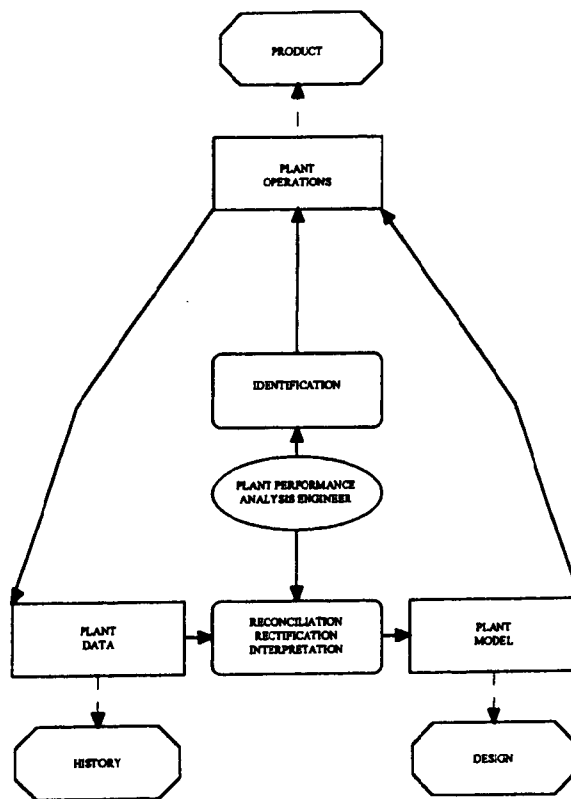 PRODUCT
PLANT
OPERATIONS
IDENTIFICATION
PLANT PERFORMANCE
ANALYSIS ENGINEER
PLANT
DATA
RECONCILIATION
RECTIFICATION
INTERPRETATION
PLANT
MODEL
HISTORY
DESIGN